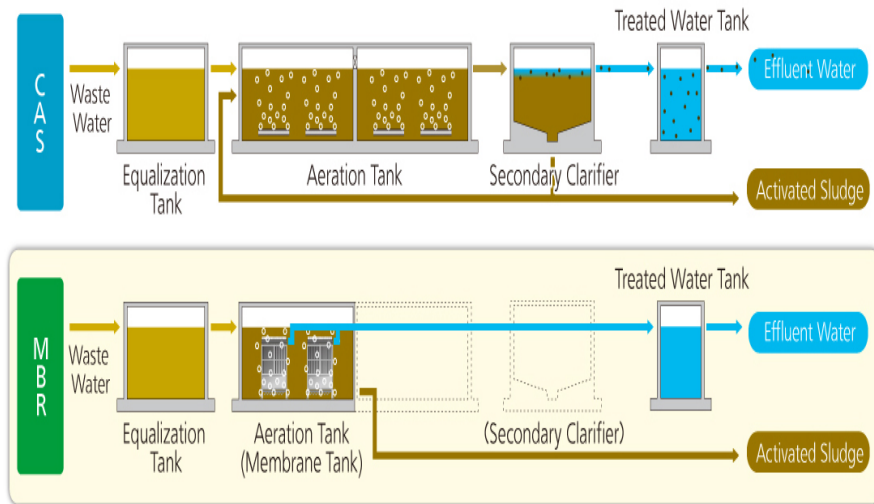 CAS
Waste
Water
Equalization
Tank
Aeration Tank
Secondary Clarifier
Treated Water Tank
Effluent Water
Activated Sludge
MBR
Waste
Water
Equalization
Tank
Aeration Tank
(Membrane Tank)
(Secondary Clarifier)
Treated Water Tank
Effluent Water
Activated Sludge